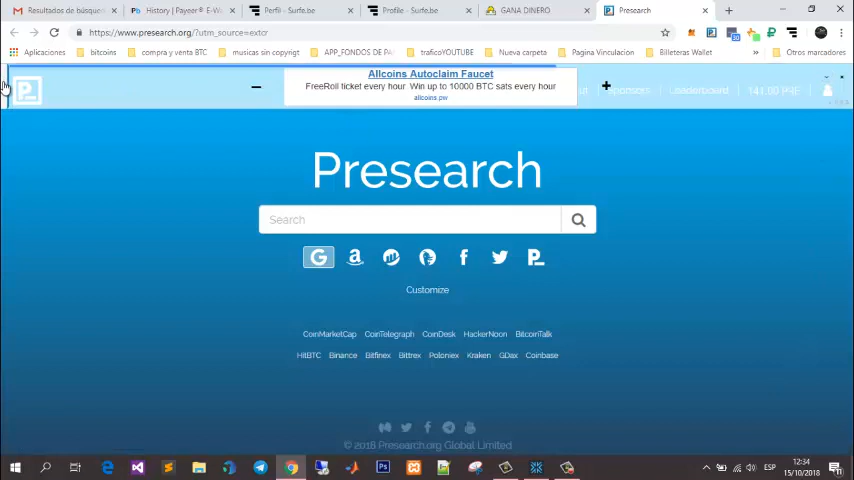 Resultados de búsqued
History | Payeer® E-Wa
Perfil - Surfe.be
Profile - Surfe.be
GANA DINERO
Presearch
https://www.presearch.org/?utm_source=extcr
Aplicaciones
bitcoins
compra y venta BTC
musicas sin copyrigt
APP_FONDOS DE PAN
traficoYOUTUBE
Nueva carpeta
Pagina Vinculacion
Billeteras Wallet
Otros marcadores
Allcoins Autoclaim Faucet
FreeRoll ticket every hour. Win up to 10000 BTC sats every hour
allcoins.pw
Sponsors
Leaderboard
141.00 PRE
Presearch
Search
Customize
CoinMarketCap CoinTelegraph CoinDesk HackerNoon BitcoinTalk
HitBTC Binance Bitfinex Bittrex Poloniex Kraken GDax Coinbase
© 2018 Presearch.org Global Limited
ESP
12:34
15/10/2018